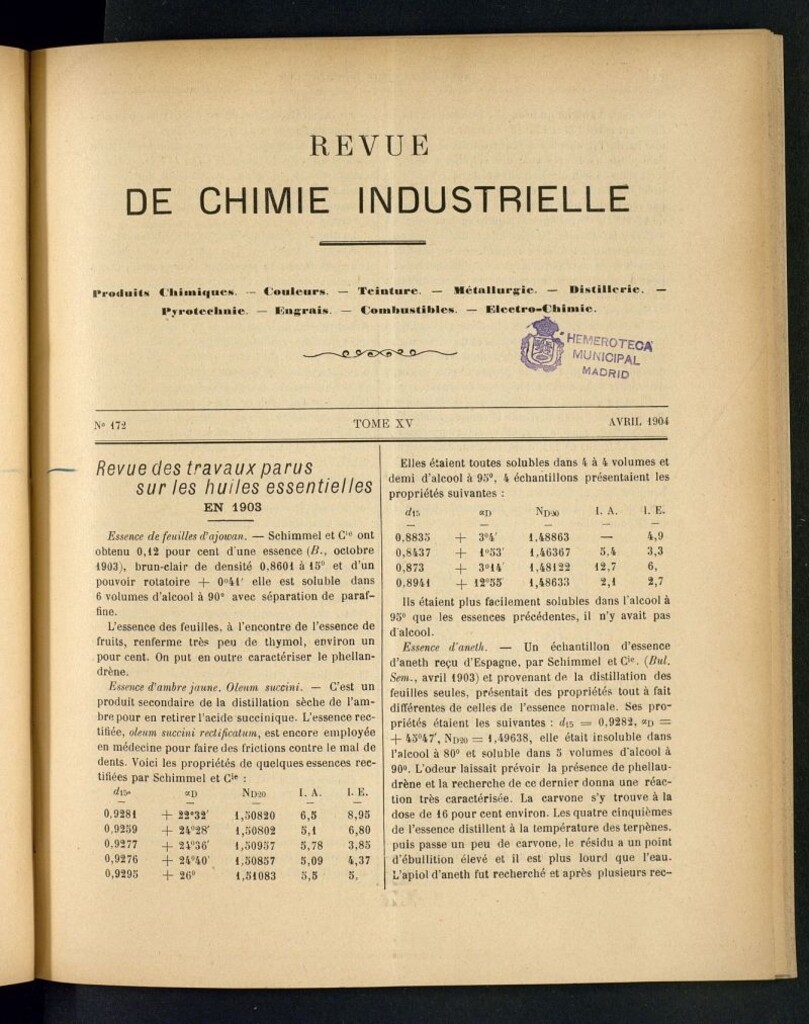 REVUE
DE CHIMIE INDUSTRIELLE
Produits Chimiques. — Couleurs. — Teinture. — Métallurgie. — Distillerie. —
Pyrotechnie. — Engrais. — Combustibles. — Electro-Chimie.
HEMEROTECA
MUNICIPAL
MADRID
No 172 TOME XV AVRIL 1904
Revue des travaux parus
sur les huiles essentielles
EN 1903
Essence de feuilles d'ajowan. — Schimmel et Cie ont
obtenu 0,12 pour cent d'une essence (B., octobre
1903), brun-clair de densité 0,8601 à 15° et d'un
pouvoir rotatoire + 0°41' elle est soluble dans
6 volumes d'alcool à 90° avec séparation de paraf-
fine.
L'essence des feuilles, à l'encontre de l'essence de
fruits, renferme très peu de thymol, environ un
pour cent. On put en outre caractériser le phellan-
drène.
Essence d'ambre jaune. Oleum succini. — C'est un
produit secondaire de la distillation sèche de l'am-
bre pour en retirer l'acide succinique. L'essence rec-
tifiée, oleum succini rectificatum, est encore employée
en médecine pour faire des frictions contre le mal de
dents. Voici les propriétés de quelques essences rec-
tifiées par Schimmel et Cie :
d15° αD ND20 I. A. I. E.
— — — — —
0,9281 + 22°32' 1,50820 6,5 8,95
0,9259 + 24°28' 1,50802 5,1 6,80
0,9277 + 24°36' 1,50957 5,78 3,85
0,9276 + 24°40' 1,50857 5,09 4,37
0,9295 + 26° 1,51083 5,5 5.
Elles étaient toutes solubles dans 4 à 4 volumes et
demi d'alcool à 95°, 4 échantillons présentaient les
propriétés suivantes :
d15 αD ND20 I. A. I. E.
— — — — —
0,8835 + 3°4' 1,48863 — 4,9
0,8437 + 1°53' 1,46367 5,4 3,3
0,873 + 3°14' 1,48122 12,7 6,
0,8941 + 12°55' 1,48633 2,1 2,7
Ils étaient plus facilement solubles dans l'alcool à
95° que les essences précédentes, il n'y avait pas
d'alcool.
Essence d'aneth. — Un échantillon d'essence
d'aneth reçu d'Espagne, par Schimmel et Cie. (Bul.
Sem., avril 1903) et provenant de la distillation des
feuilles seules, présentait des propriétés tout à fait
différentes de celles de l'essence normale. Ses pro-
priétés étaient les suivantes : d15 = 0,9282, αD =
+ 45°47', ND20 = 1,49638, elle était insoluble dans
l'alcool à 80° et soluble dans 5 volumes d'alcool à
90°. L'odeur laissaît prévoir la présence de phellau-
drène et la recherche de ce dernier donna une réac-
tion très caractérisée. La carvone s'y trouve à la
dose de 16 pour cent environ. Les quatre cinquièmes
de l'essence distillent à la température des terpènes.
puis passe un peu de carvone, le résidu a un point
d'ébullition élevé et il est plus lourd que l'eau.
L'apiol d'aneth fut recherché et après plusieurs rec-